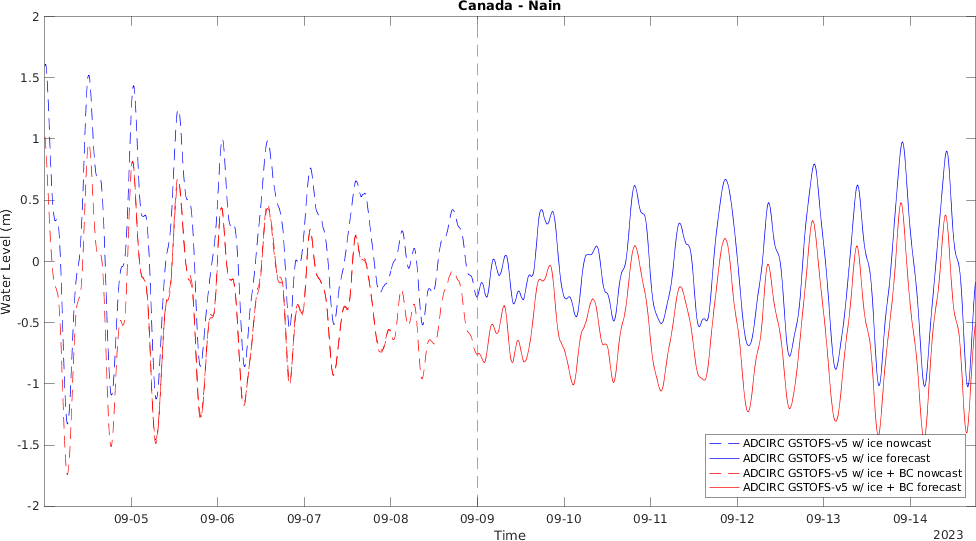 Canada - Nain
2
1.5
1
0.5
0
-0.5
-1
-1.5
-2
Water Level (m)
09-05 09-06 09-07 09-08 09-09 09-10 09-11 09-12 09-13 09-14
Time
2023
ADCIRC GSTOFS-v5 w/ ice nowcast
ADCIRC GSTOFS-v5 w/ ice forecast
ADCIRC GSTOFS-v5 w/ ice + BC nowcast
ADCIRC GSTOFS-v5 w/ ice + BC forecast